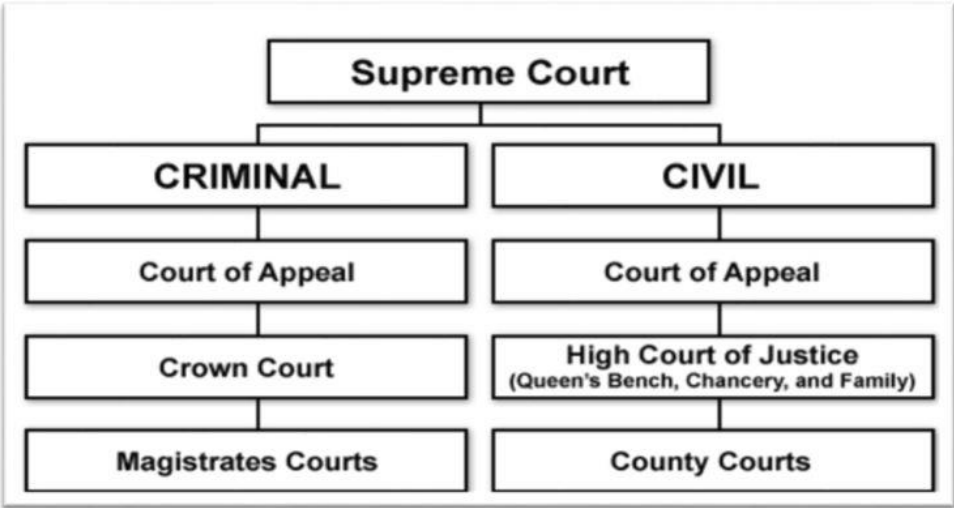 Supreme Court
CRIMINAL
CIVIL
Court of Appeal
Court of Appeal
Crown Court
High Court of Justice
(Queen's Bench, Chancery, and Family)
Magistrates Courts
County Courts